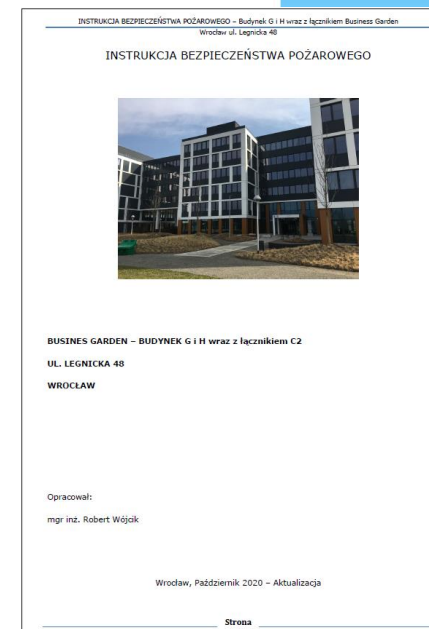 INSTRUKCJA BEZPIECZEŃSTWA POŻAROWEGO – Budynek G i H wraz z łącznikiem Business Garden
Wrocław ul. Legnicka 48
INSTRUKCJA BEZPIECZEŃSTWA POŻAROWEGO
BUSINES GARDEN – BUDYNEK G i H wraz z łącznikiem C2
UL. LEGNICKA 48
WROCŁAW
Opracował:
mgr inż. Robert Wójcik
Wrocław, Październik 2020 – Aktualizacja
Strona